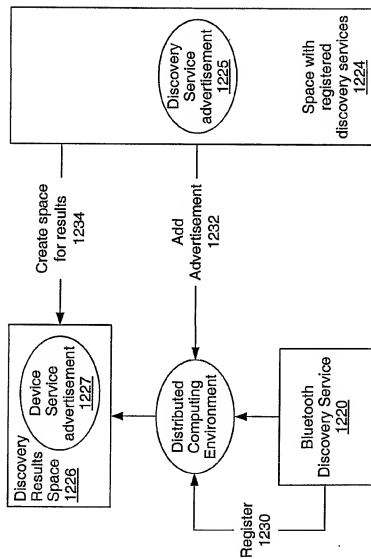 Discovery
Results
Space
1226
Device
Service
advertisement
1227
Create space
for results
1234
Distributed
Computing
Environment
Add
Advertisement
1232
Discovery
Service
advertisement
1225
Space with
registered
discovery services
1224
Register
1230
Bluetooth
Discovery Service
1220